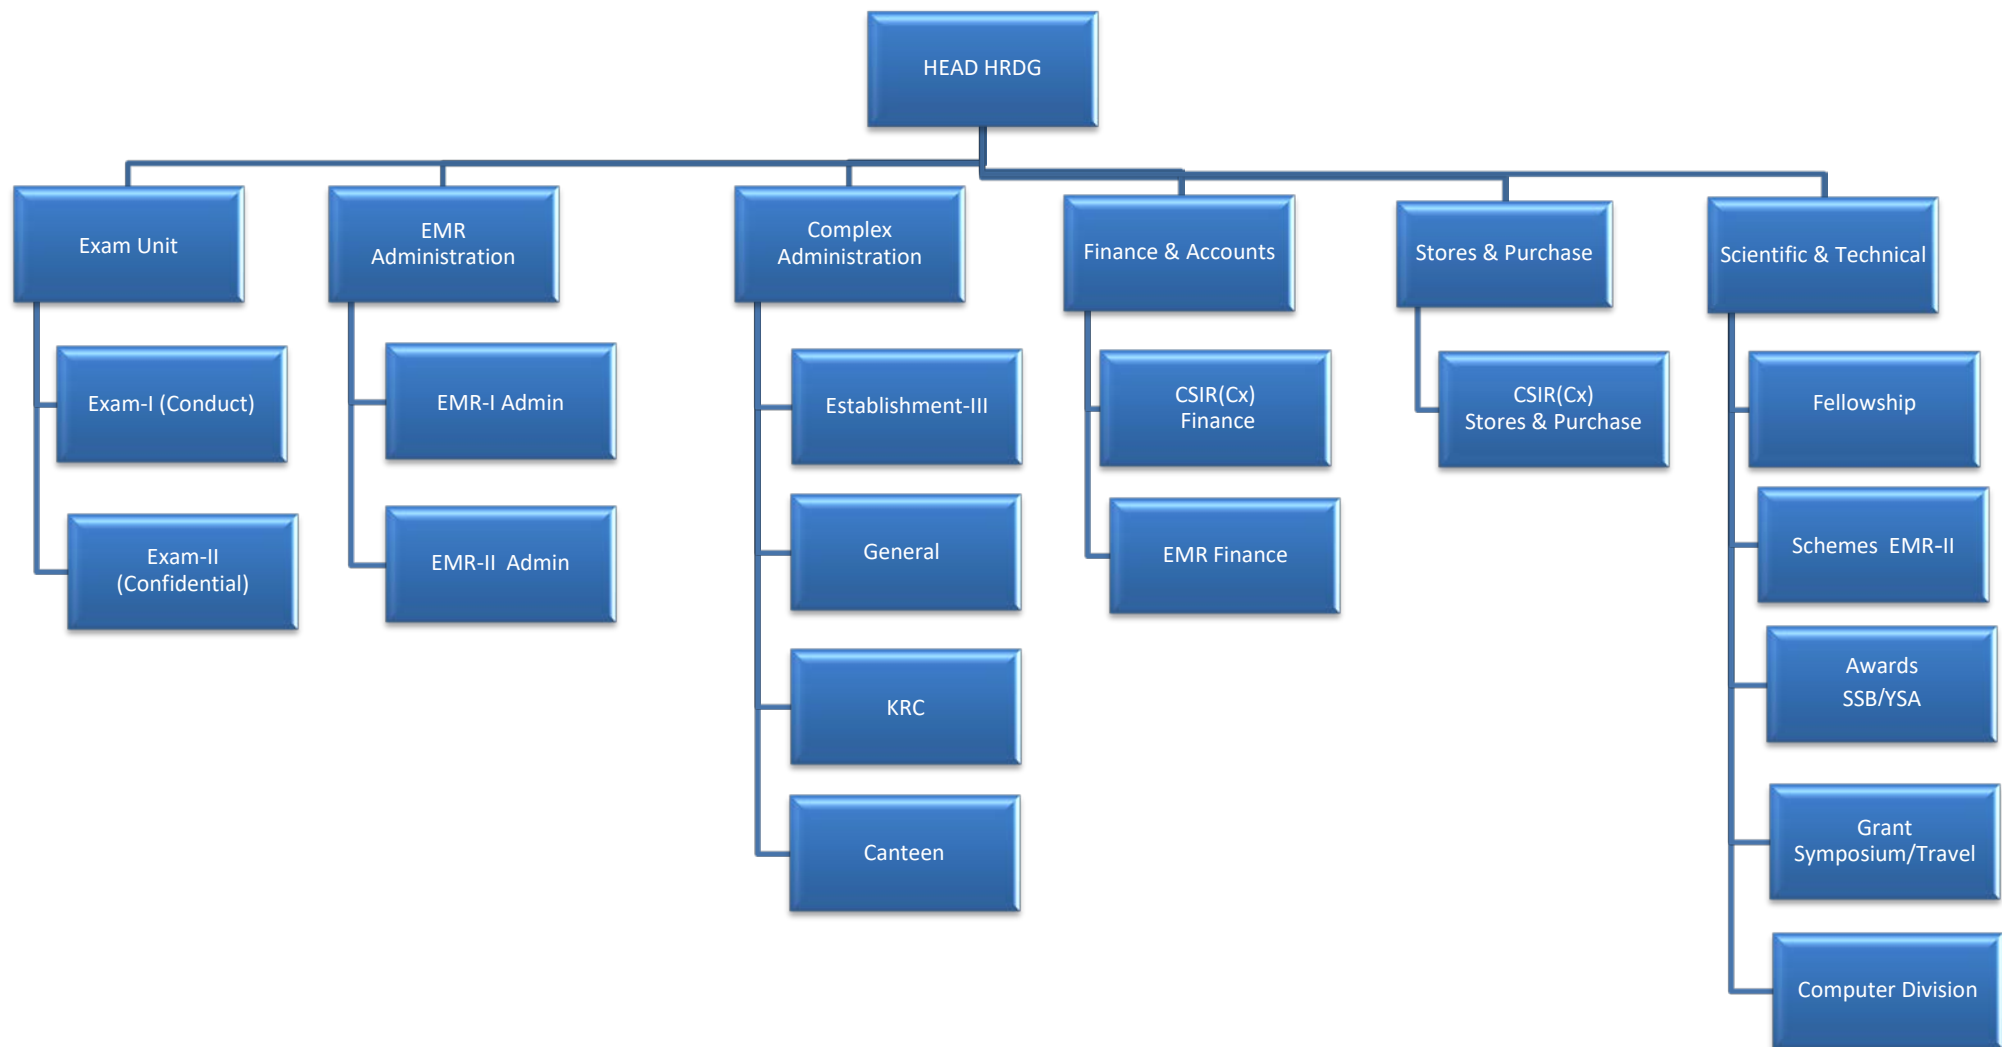 HEAD HRDG
Exam Unit
Exam-I (Conduct)
Exam-II
(Confidential)
EMR
Administration
EMR-I Admin
EMR-II  Admin
Complex
Administration
Establishment-III
General
KRC
Canteen
Finance & Accounts
CSIR(Cx)
Finance
EMR Finance
Stores & Purchase
CSIR(Cx)
Stores & Purchase
Scientific & Technical
Fellowship
Schemes  EMR-II
Awards
SSB/YSA
Grant
Symposium/Travel
Computer Division